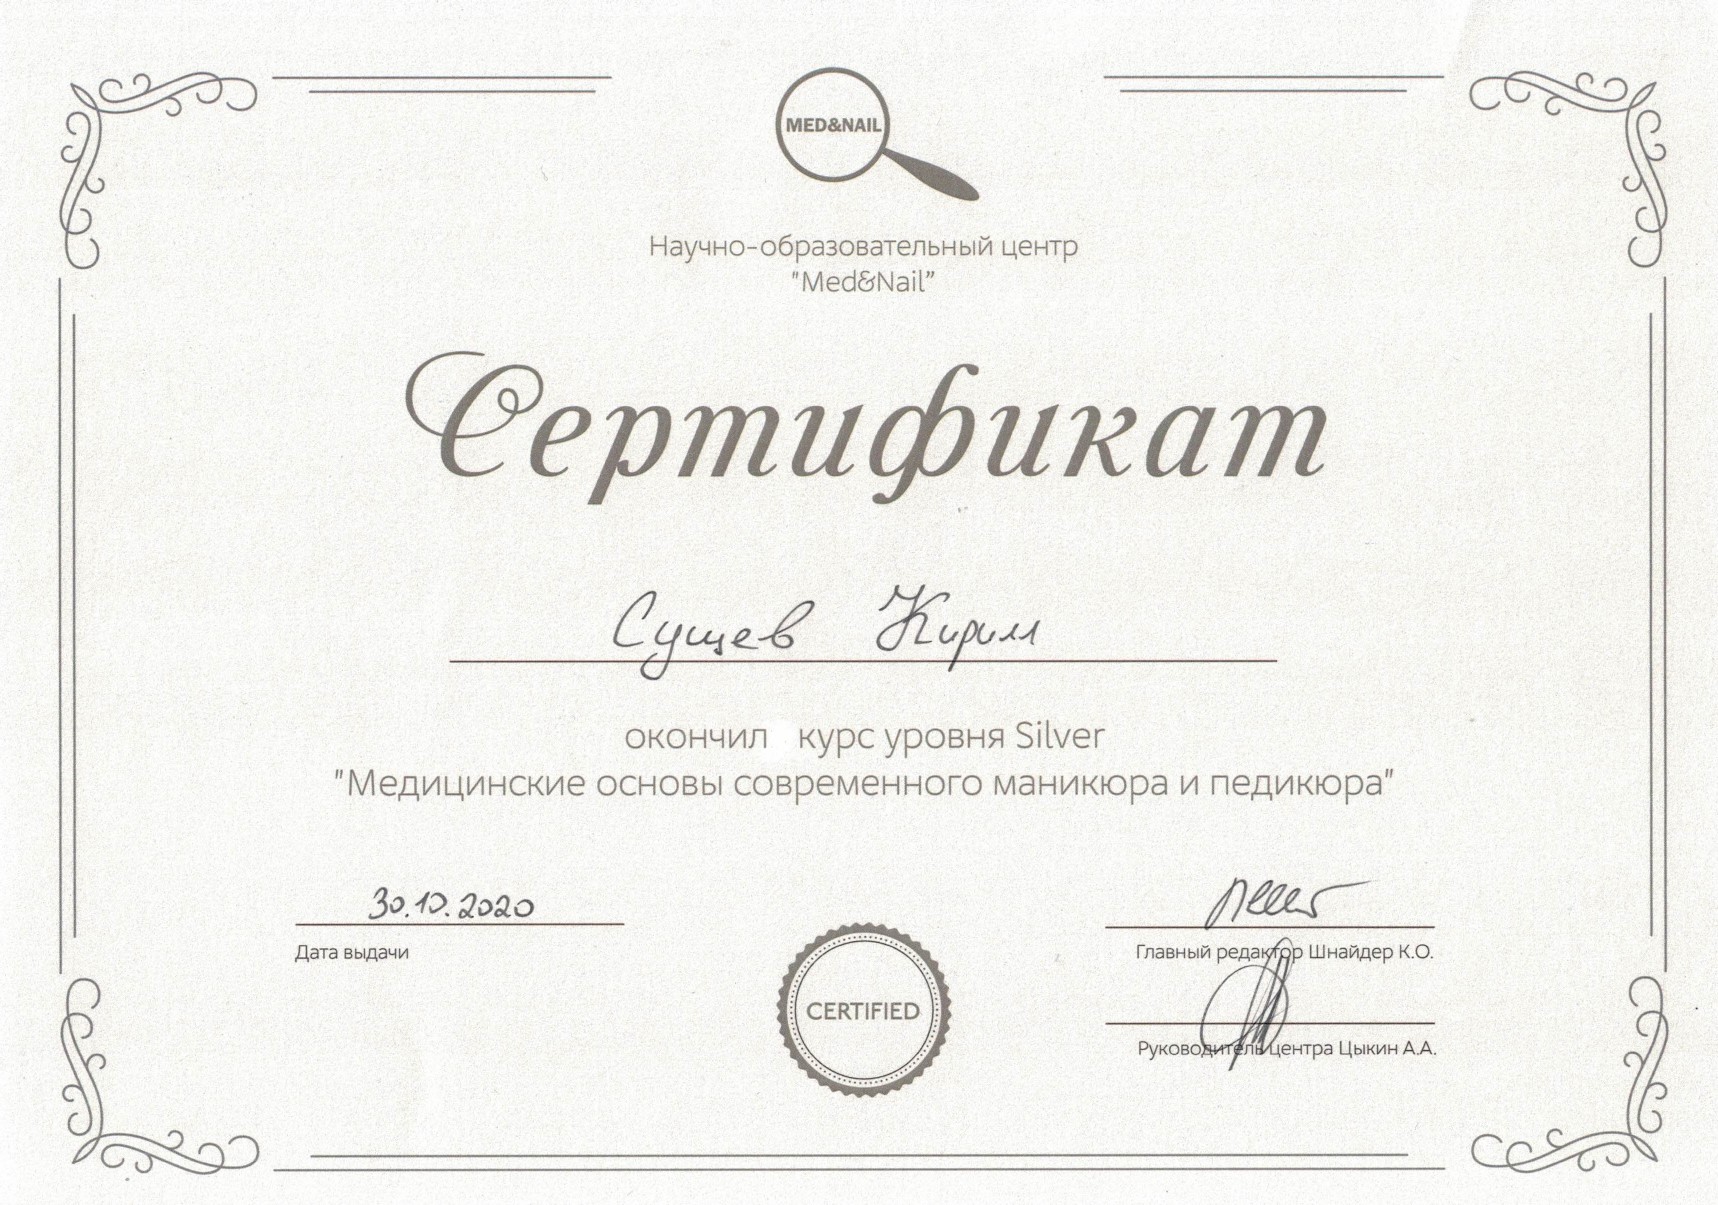 MED&NAIL
Научно-образовательный центр
"Med&Nail"
Сертификат
Сущев Кирилл
окончил курс уровня Silver
"Медицинские основы современного маникюра и педикюра"
30.10.2020
Дата выдачи
CERTIFIED
Главный редактор Шнайдер К.О.
Руководитель центра Цыкин А.А.